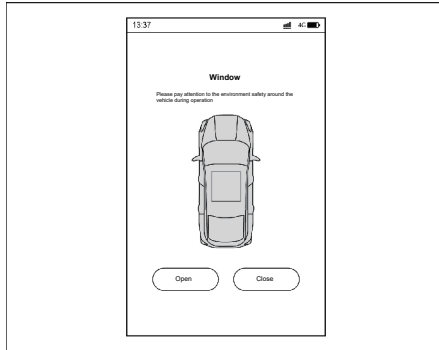 13:37 4G
Window
Please pay attention to the environment safety around the
vehicle during operation
Open Close